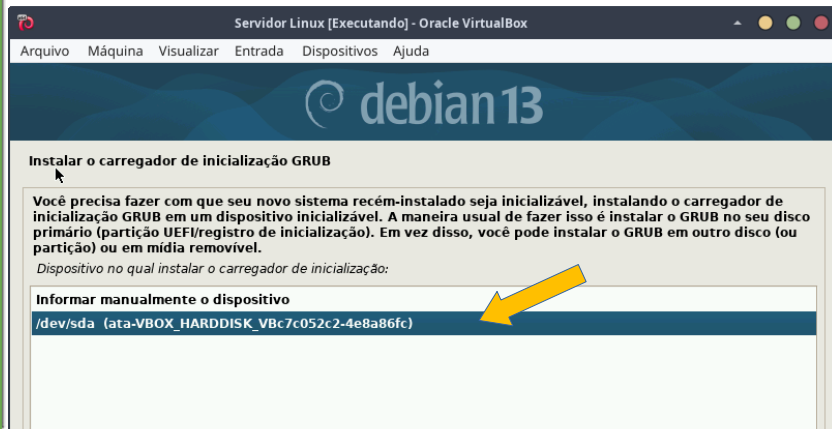 Servidor Linux [Executando] - Oracle VirtualBox
Arquivo Máquina Visualizar Entrada Dispositivos Ajuda
debian 13
Instalar o carregador de inicialização GRUB
Você precisa fazer com que seu novo sistema recém-instalado seja inicializável, instalando o carregador de
inicialização GRUB em um dispositivo inicializável. A maneira usual de fazer isso é instalar o GRUB no seu disco
primário (partição UEFI/registro de inicialização). Em vez disso, você pode instalar o GRUB em outro disco (ou
partição) ou em mídia removível.
Dispositivo no qual instalar o carregador de inicialização:
Informar manualmente o dispositivo
/dev/sda (ata-VBOX_HARDDISK_VBc7c052c2-4e8a86fc)